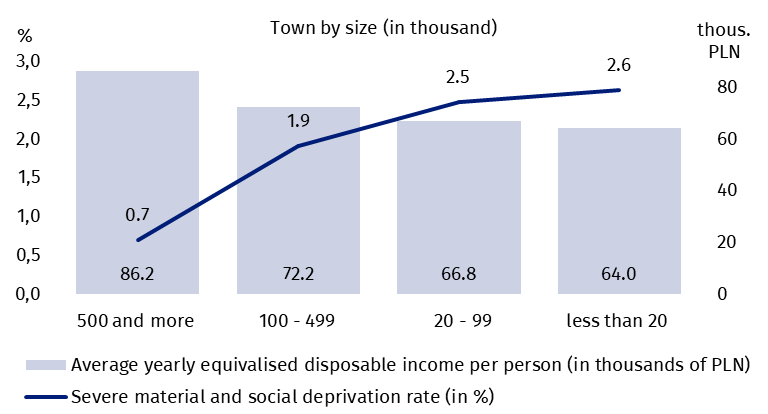 Town by size (in thousand)
%
thous.
PLN
3,0
2,5
2,0
1,5
1,0
0,5
0,0
80
60
40
20
0
0.7
1.9
2.5
2.6
86.2
72.2
66.8
64.0
500 and more
100 - 499
20 - 99
less than 20
Average yearly equivalised disposable income per person (in thousands of PLN)
Severe material and social deprivation rate (in %)